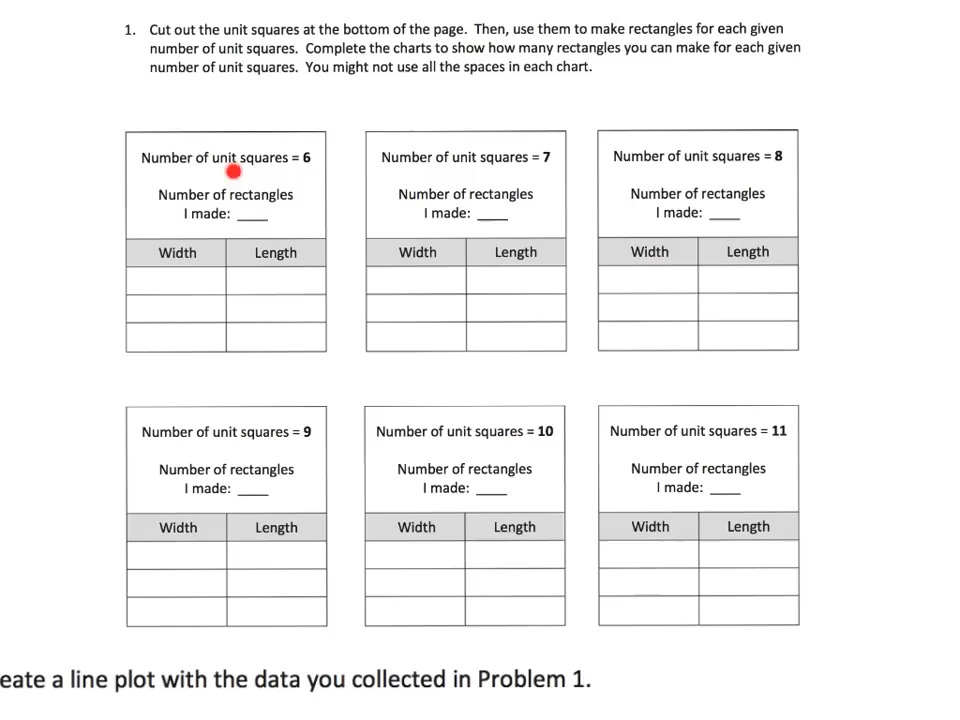 1. Cut out the unit squares at the bottom of the page. Then, use them to make rectangles for each given
number of unit squares. Complete the charts to show how many rectangles you can make for each given
number of unit squares. You might not use all the spaces in each chart.
Number of unit squares = 6
Number of rectangles
I made: ____
Width Length
Number of unit squares = 7
Number of rectangles
I made: ____
Width Length
Number of unit squares = 8
Number of rectangles
I made: ____
Width Length
Number of unit squares = 9
Number of rectangles
I made: ____
Width Length
Number of unit squares = 10
Number of rectangles
I made: ____
Width Length
Number of unit squares = 11
Number of rectangles
I made: ____
Width Length
eate a line plot with the data you collected in Problem 1.